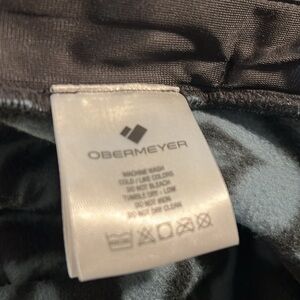 OBERMEYER
MACHINE WASH
COLD / LIKE COLORS
DO NOT BLEACH
TUMBLE DRY - LOW
DO NOT IRON
DO NOT DRY CLEAN